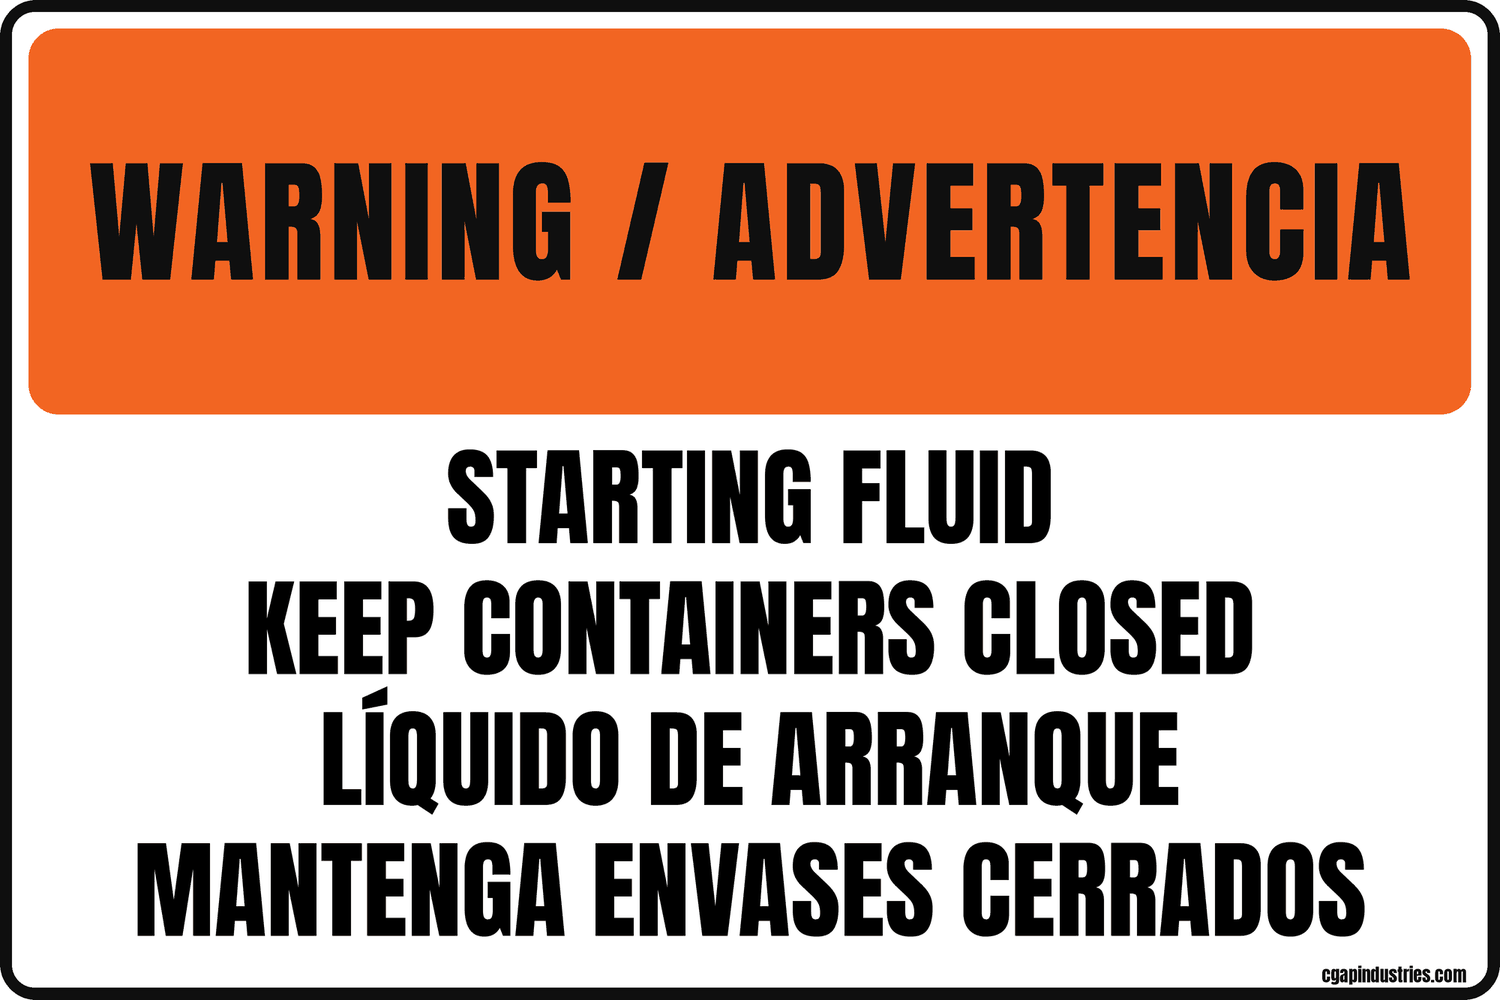 WARNING / ADVERTENCIA
STARTING FLUID
KEEP CONTAINERS CLOSED
LÍQUIDO DE ARRANQUE
MANTENGA ENVASES CERRADOS
cgapindustries.com